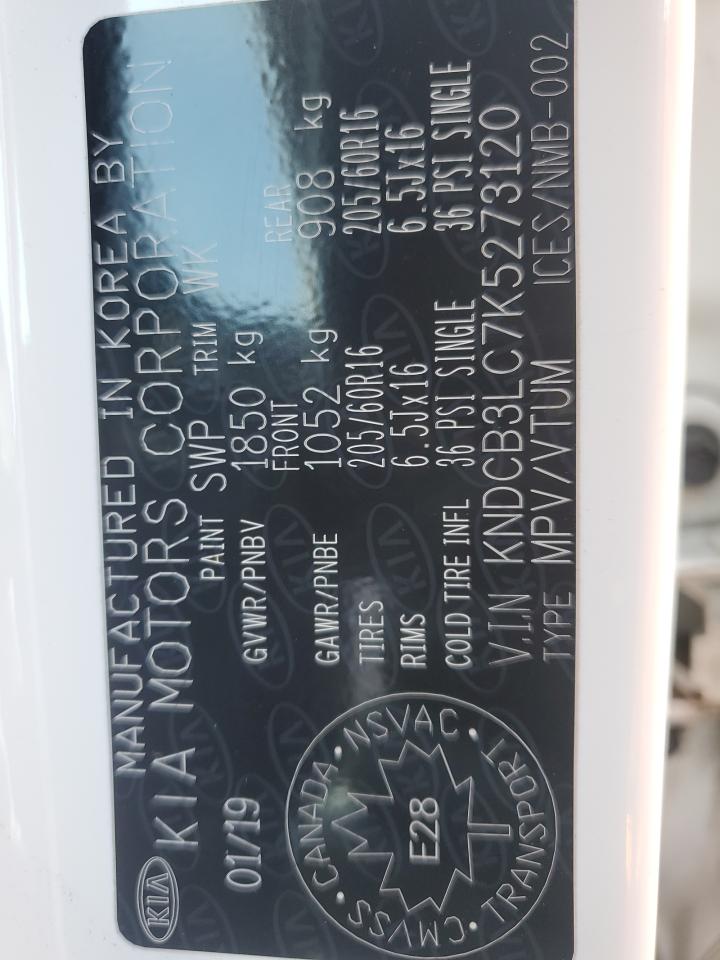 KIA
MANUFACTURED IN KOREA BY
KIA MOTORS CORPORATION
01/19 PAINT SWP TRIM WK
GVWR/PNBV 1850 kg
FRONT REAR
GAWR/PNBE 1052 kg 908 kg
TIRES 205/60R16 205/60R16
RIMS 6.5Jx16 6.5Jx16
COLD TIRE INFL 36 PSI SINGLE 36 PSI SINGLE
V.I.N KNDCB3LC7K5273120
TYPE MPV/VTUM ICES/NMB-002
CANADA · NSVAC · TRANSPORT · CMVSS ·
E28